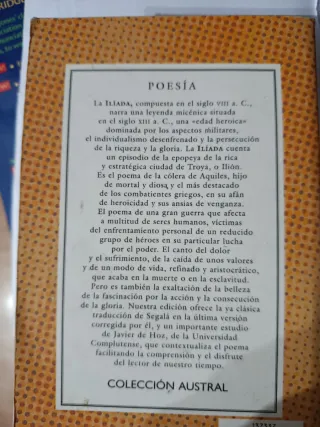 POESÍA
La ILÍADA, compuesta en el siglo VIII a. C.,
narra una leyenda micénica situada
en el siglo XIII a. C., una «edad heroica»
dominada por los aspectos militares,
el individualismo desenfrenado y la persecución
de la riqueza y la gloria. La ILÍADA cuenta
un episodio de la epopeya de la rica
y estratégica ciudad de Troya, o Ilión.
Es el poema de la cólera de Aquiles, hijo
de mortal y diosa y el más destacado
de los combatientes griegos, en su afán
de heroicidad y sus ansias de venganza.
El poema de una gran guerra que afecta
a multitud de seres humanos, víctimas
del enfrentamiento personal de un reducido
grupo de héroes en su particular lucha
por el poder. El canto del dolor
y el sufrimiento, de la caída de unos valores
y de un modo de vida, refinado y aristocrático,
que acaba en la muerte o en la esclavitud.
Pero es también la exaltación de la belleza
de la fascinación por la acción y la consecución
de la gloria. Nuestra edición ofrece la ya clásica
traducción de Segalá en la última versión
corregida por él, y un importante estudio
de Javier de Hoz, de la Universidad
Complutense, que contextualiza el poema
facilitando la comprensión y el disfrute
del lector de nuestro tiempo.
COLECCIÓN AUSTRAL